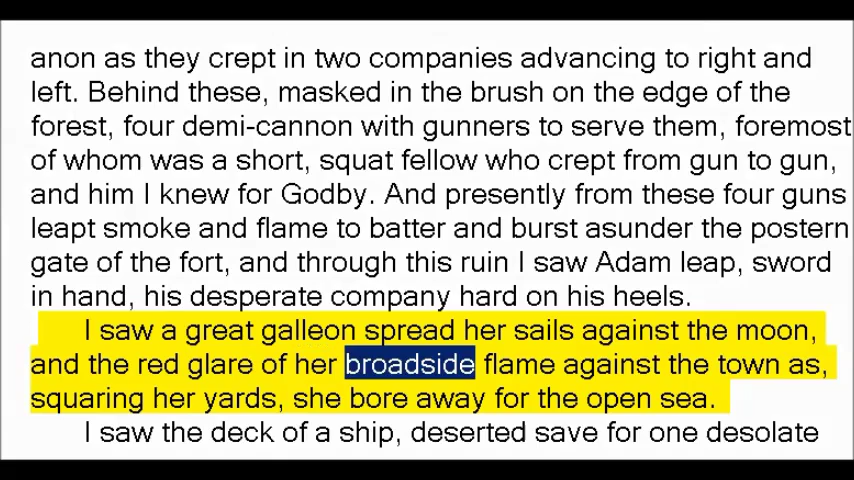 anon as they crept in two companies advancing to right and
left. Behind these, masked in the brush on the edge of the
forest, four demi-cannon with gunners to serve them, foremost
of whom was a short, squat fellow who crept from gun to gun,
and him I knew for Godby. And presently from these four guns
leapt smoke and flame to batter and burst asunder the postern
gate of the fort, and through this ruin I saw Adam leap, sword
in hand, his desperate company hard on his heels.
I saw a great galleon spread her sails against the moon,
and the red glare of her broadside flame against the town as,
squaring her yards, she bore away for the open sea.
I saw the deck of a ship, deserted save for one desolate